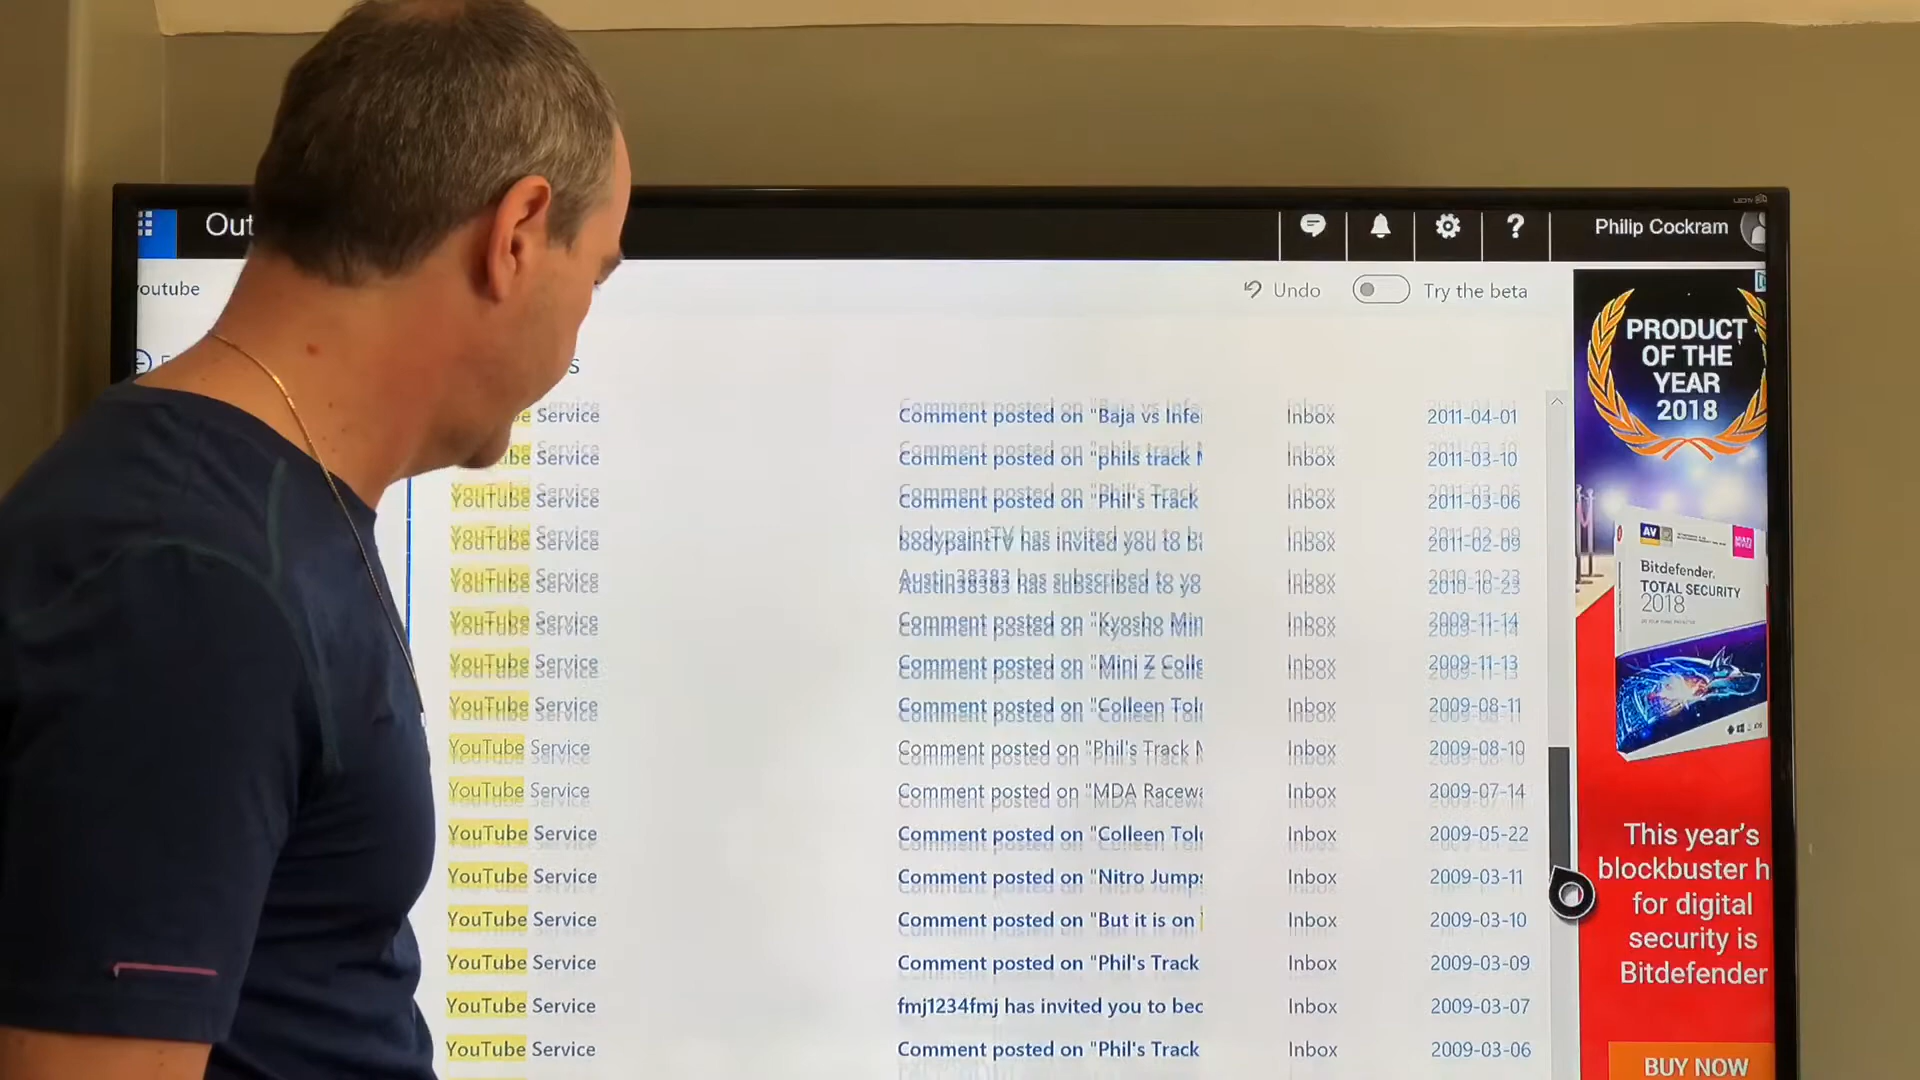 Out
Philip Cockram
youtube
Undo
Try the beta
Service Comment posted on "Baja vs Infe Inbox 2011-04-01
Service Comment posted on "phils track Inbox 2011-03-10
YouTube Service Comment posted on "Phil's Track Inbox 2011-03-06
YouTube Service bodypaintTV has invited you to be Inbox 2011-02-09
YouTube Service Austin38383 has subscribed to yo Inbox 2010-10-23
YouTube Service Comment posted on "Kyosho Min Inbox 2009-11-14
YouTube Service Comment posted on "Mini Z Colle Inbox 2009-11-13
YouTube Service Comment posted on "Colleen Tol Inbox 2009-08-11
YouTube Service Comment posted on "Phil's Track Inbox 2009-08-10
YouTube Service Comment posted on "MDA Racewa Inbox 2009-07-14
YouTube Service Comment posted on "Colleen Tol Inbox 2009-05-22
YouTube Service Comment posted on "Nitro Jumps Inbox 2009-03-11
YouTube Service Comment posted on "But it is on Inbox 2009-03-10
YouTube Service Comment posted on "Phil's Track Inbox 2009-03-09
YouTube Service fmj1234fmj has invited you to bec Inbox 2009-03-07
YouTube Service Comment posted on "Phil's Track Inbox 2009-03-06
PRODUCT
OF THE
YEAR
2018
AV
Bitdefender.
TOTAL SECURITY
2018
This year's
blockbuster h
for digital
security is
Bitdefender
BUY NOW